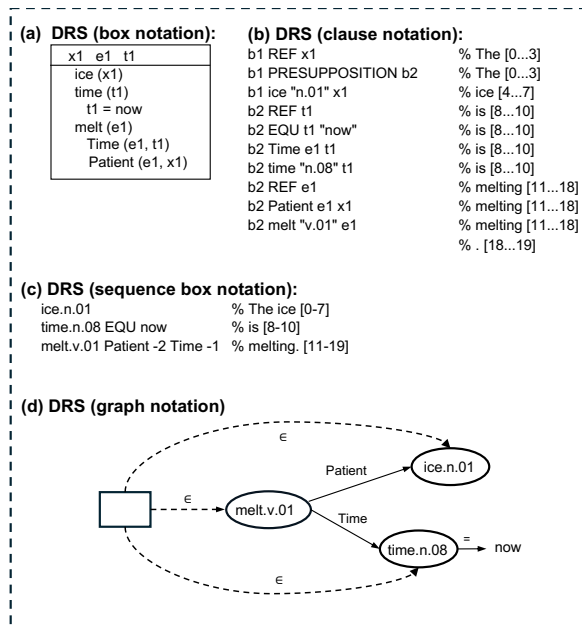 (a) DRS (box notation):
x1 e1 t1
ice (x1)
time (t1)
t1 = now
melt (e1)
Time (e1, t1)
Patient (e1, x1)
(b) DRS (clause notation):
b1 REF x1 % The [0...3]
b1 PRESUPPOSITION b2 % The [0...3]
b1 ice "n.01" x1 % ice [4...7]
b2 REF t1 % is [8...10]
b2 EQU t1 "now" % is [8...10]
b2 Time e1 t1 % is [8...10]
b2 time "n.08" t1 % is [8...10]
b2 REF e1 % melting [11...18]
b2 Patient e1 x1 % melting [11...18]
b2 melt "v.01" e1 % melting [11...18]
% . [18...19]
(c) DRS (sequence box notation):
ice.n.01 % The ice [0-7]
time.n.08 EQU now % is [8-10]
melt.v.01 Patient -2 Time -1 % melting. [11-19]
(d) DRS (graph notation)
∈
Patient
ice.n.01
∈
melt.v.01
Time
time.n.08
=
now
∈